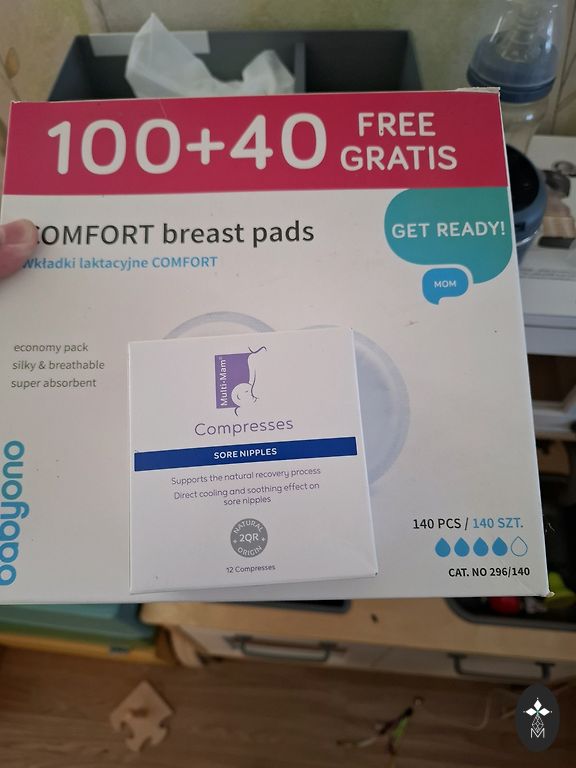 100+40
FREE
GRATIS
COMFORT breast pads
Wkładki laktacyjne COMFORT
GET READY!
MOM
economy pack
silky & breathable
super absorbent
babyono
Multi-Mam®
Compresses
SORE NIPPLES
Supports the natural recovery process
Direct cooling and soothing effect on
sore nipples
NATURAL
2QR
ORIGIN
12 Compresses
140 PCS / 140 SZT.
CAT. NO 296/140
M